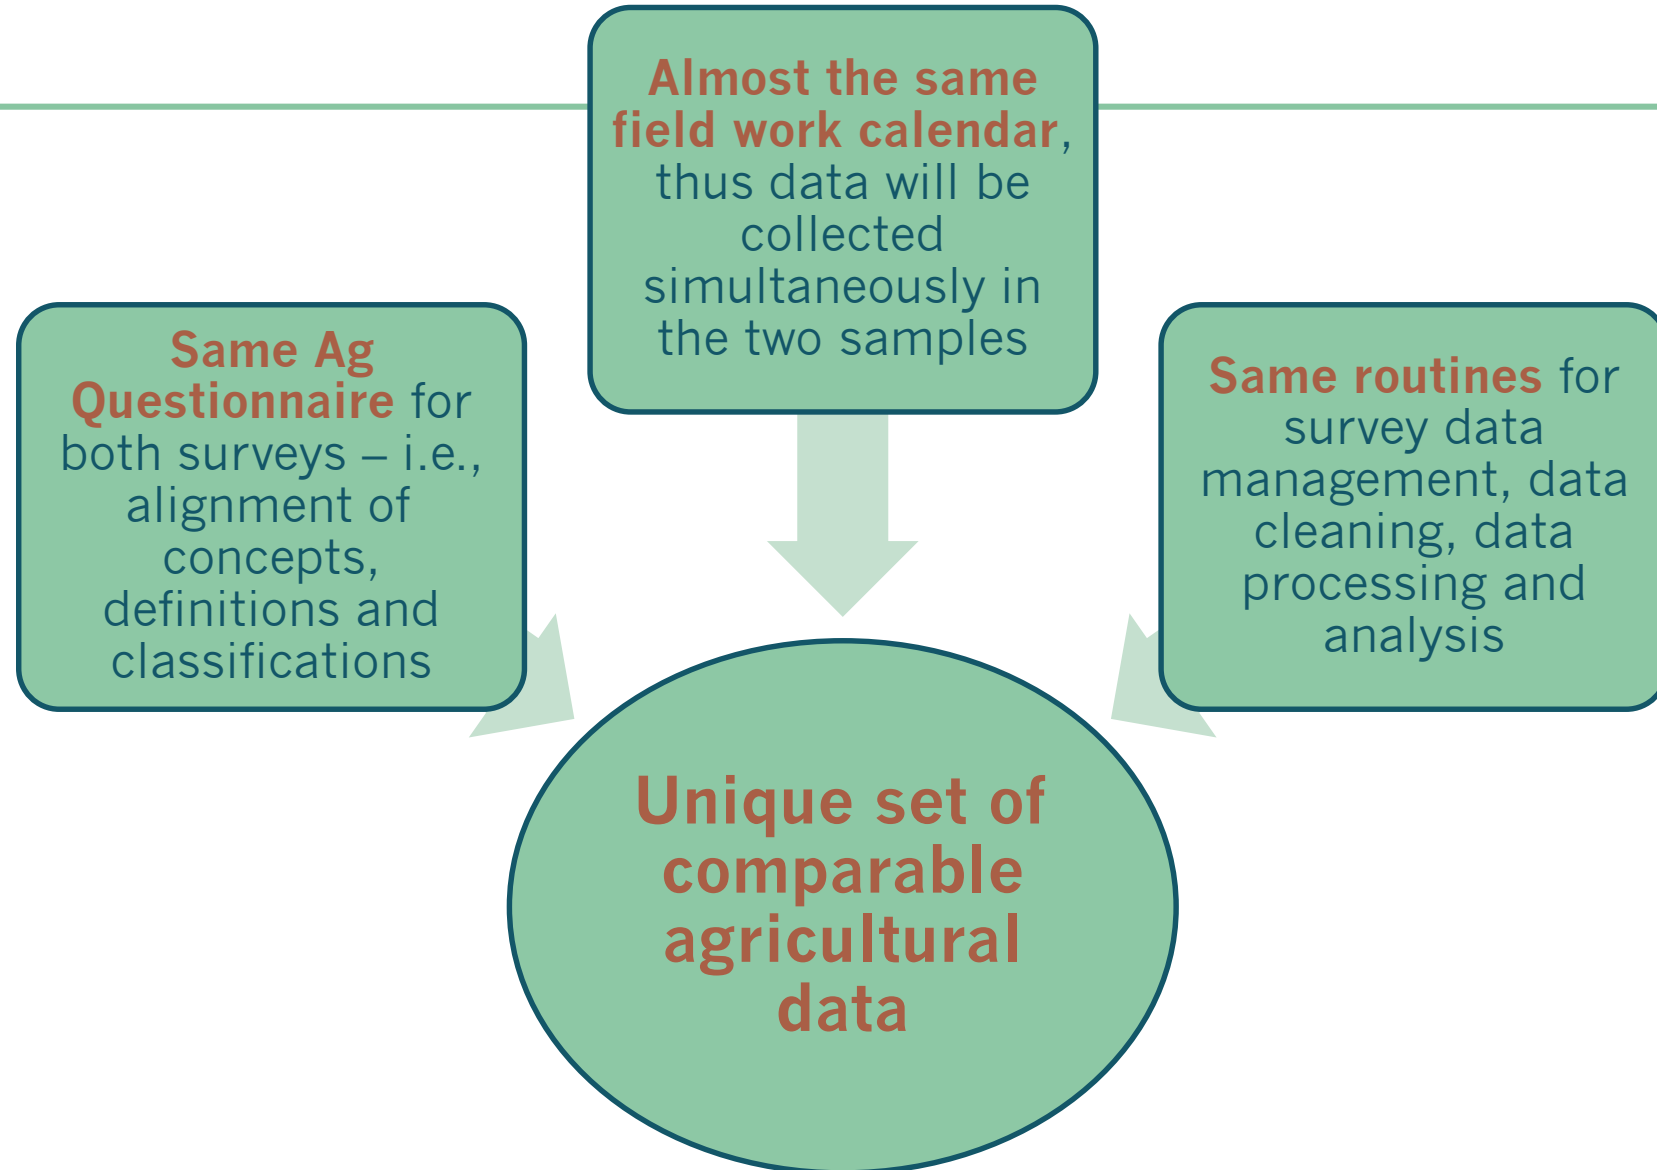 Almost the same
field work calendar,
thus data will be
collected
simultaneously in
the two samples
Same Ag
Questionnaire for
both surveys – i.e.,
alignment of
concepts,
definitions and
classifications
Same routines for
survey data
management, data
cleaning, data
processing and
analysis
Unique set of
comparable
agricultural
data